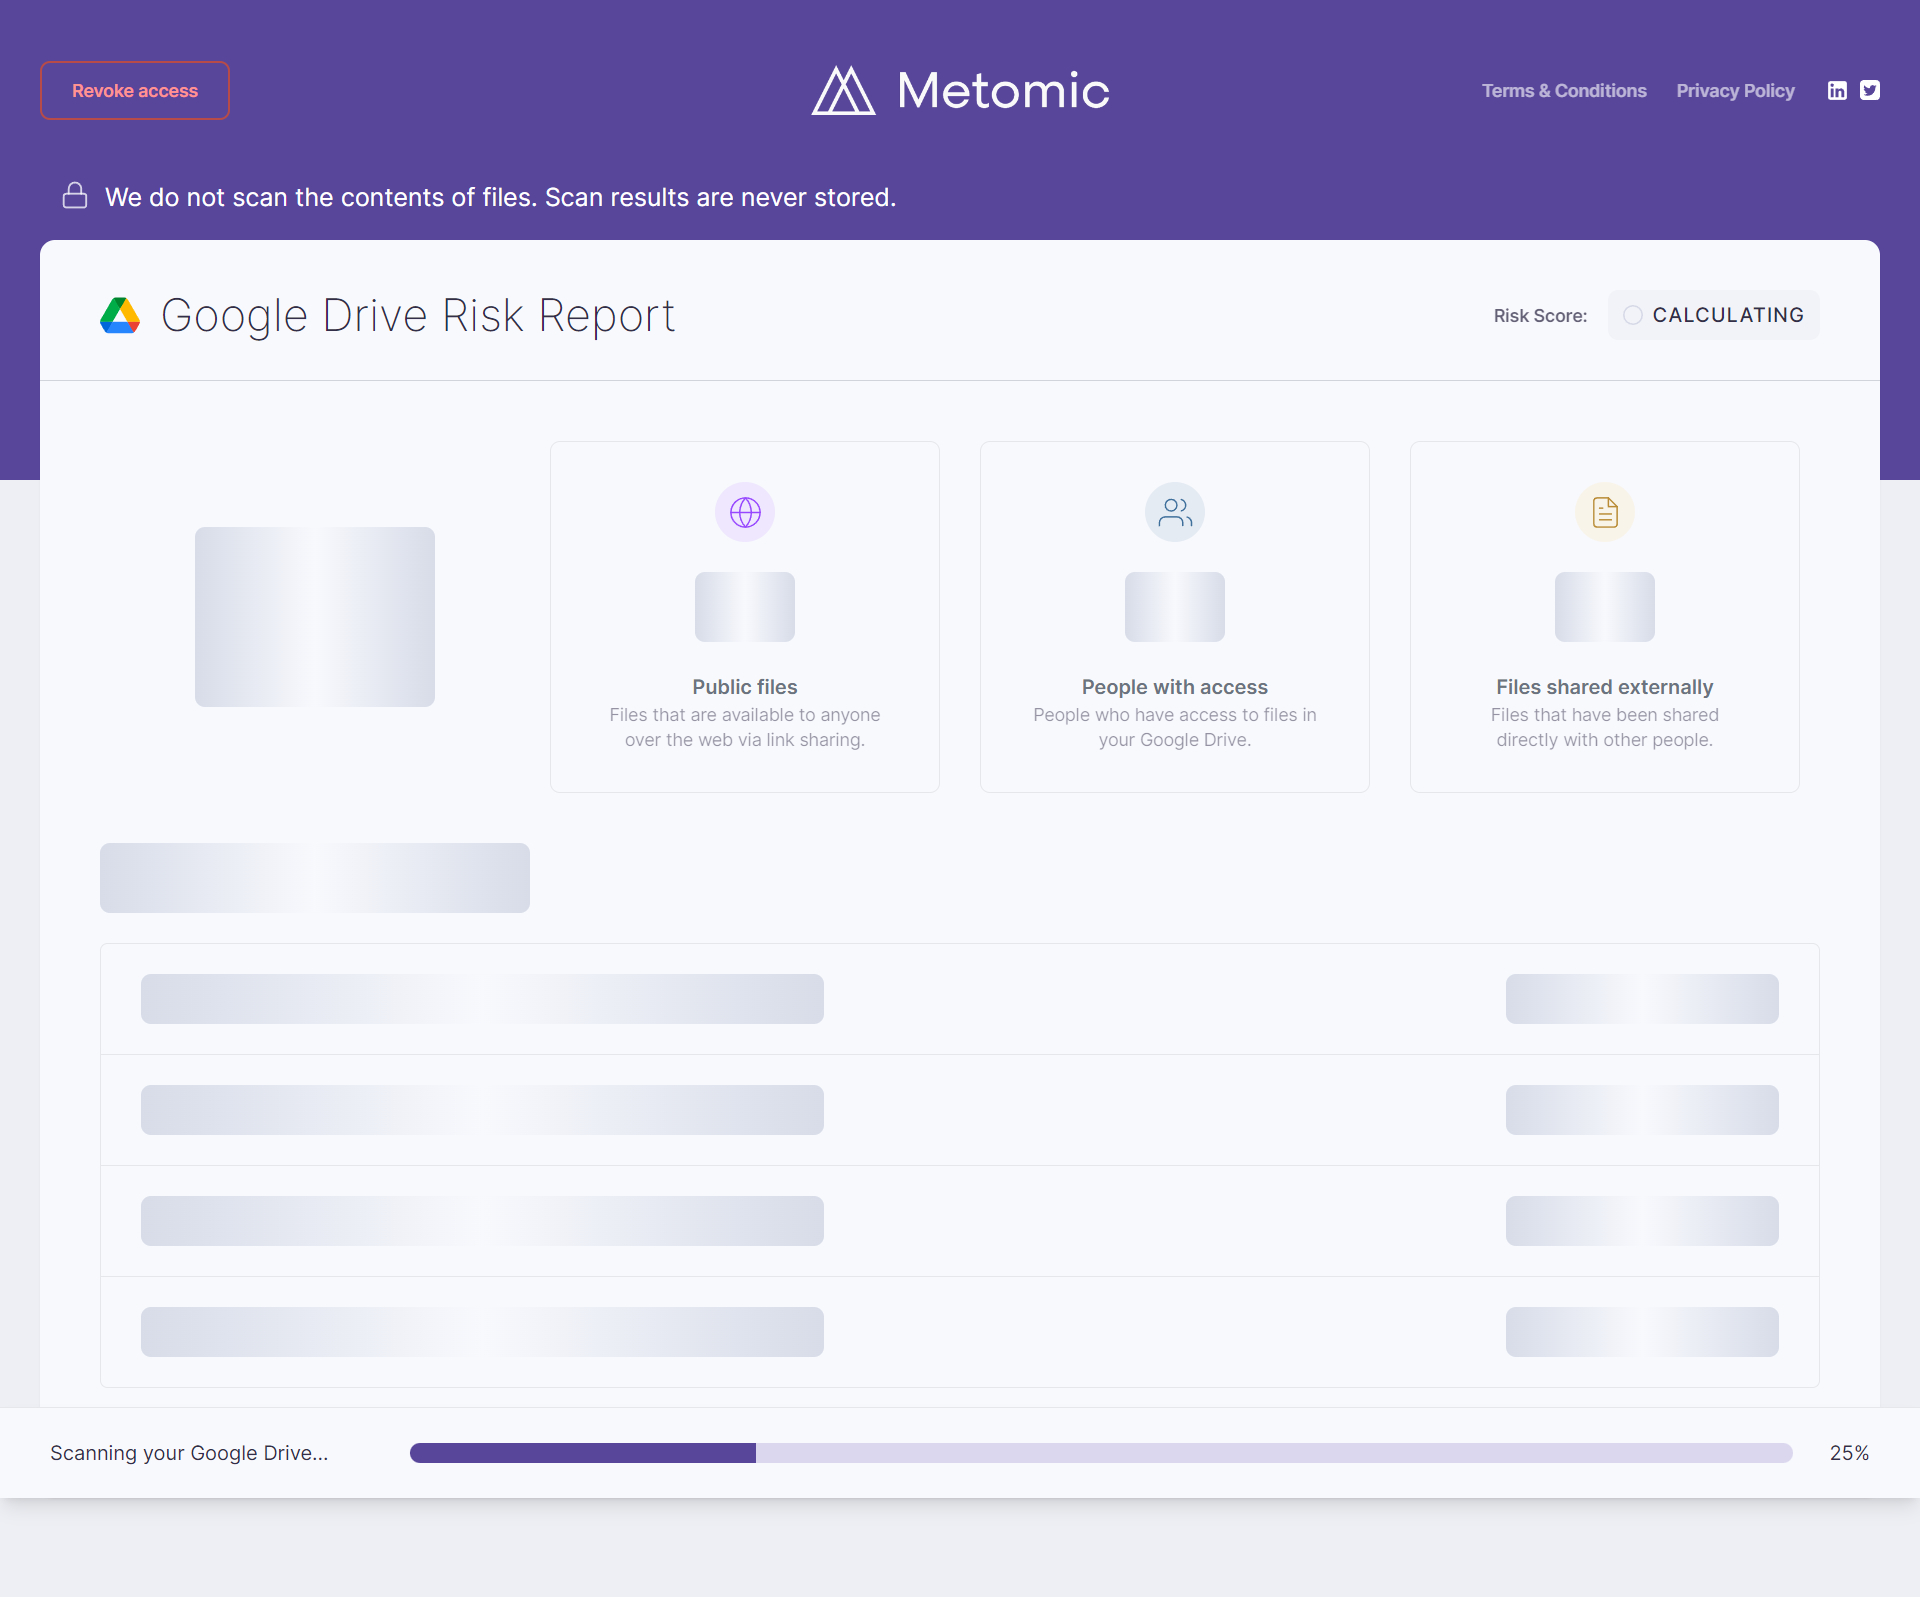 Revoke access
Metomic
Terms & Conditions
Privacy Policy
in
We do not scan the contents of files. Scan results are never stored.
Google Drive Risk Report
Risk Score:
CALCULATING
Public files
Files that are available to anyone
over the web via link sharing.
People with access
People who have access to files in
your Google Drive.
Files shared externally
Files that have been shared
directly with other people.
Scanning your Google Drive...
25%